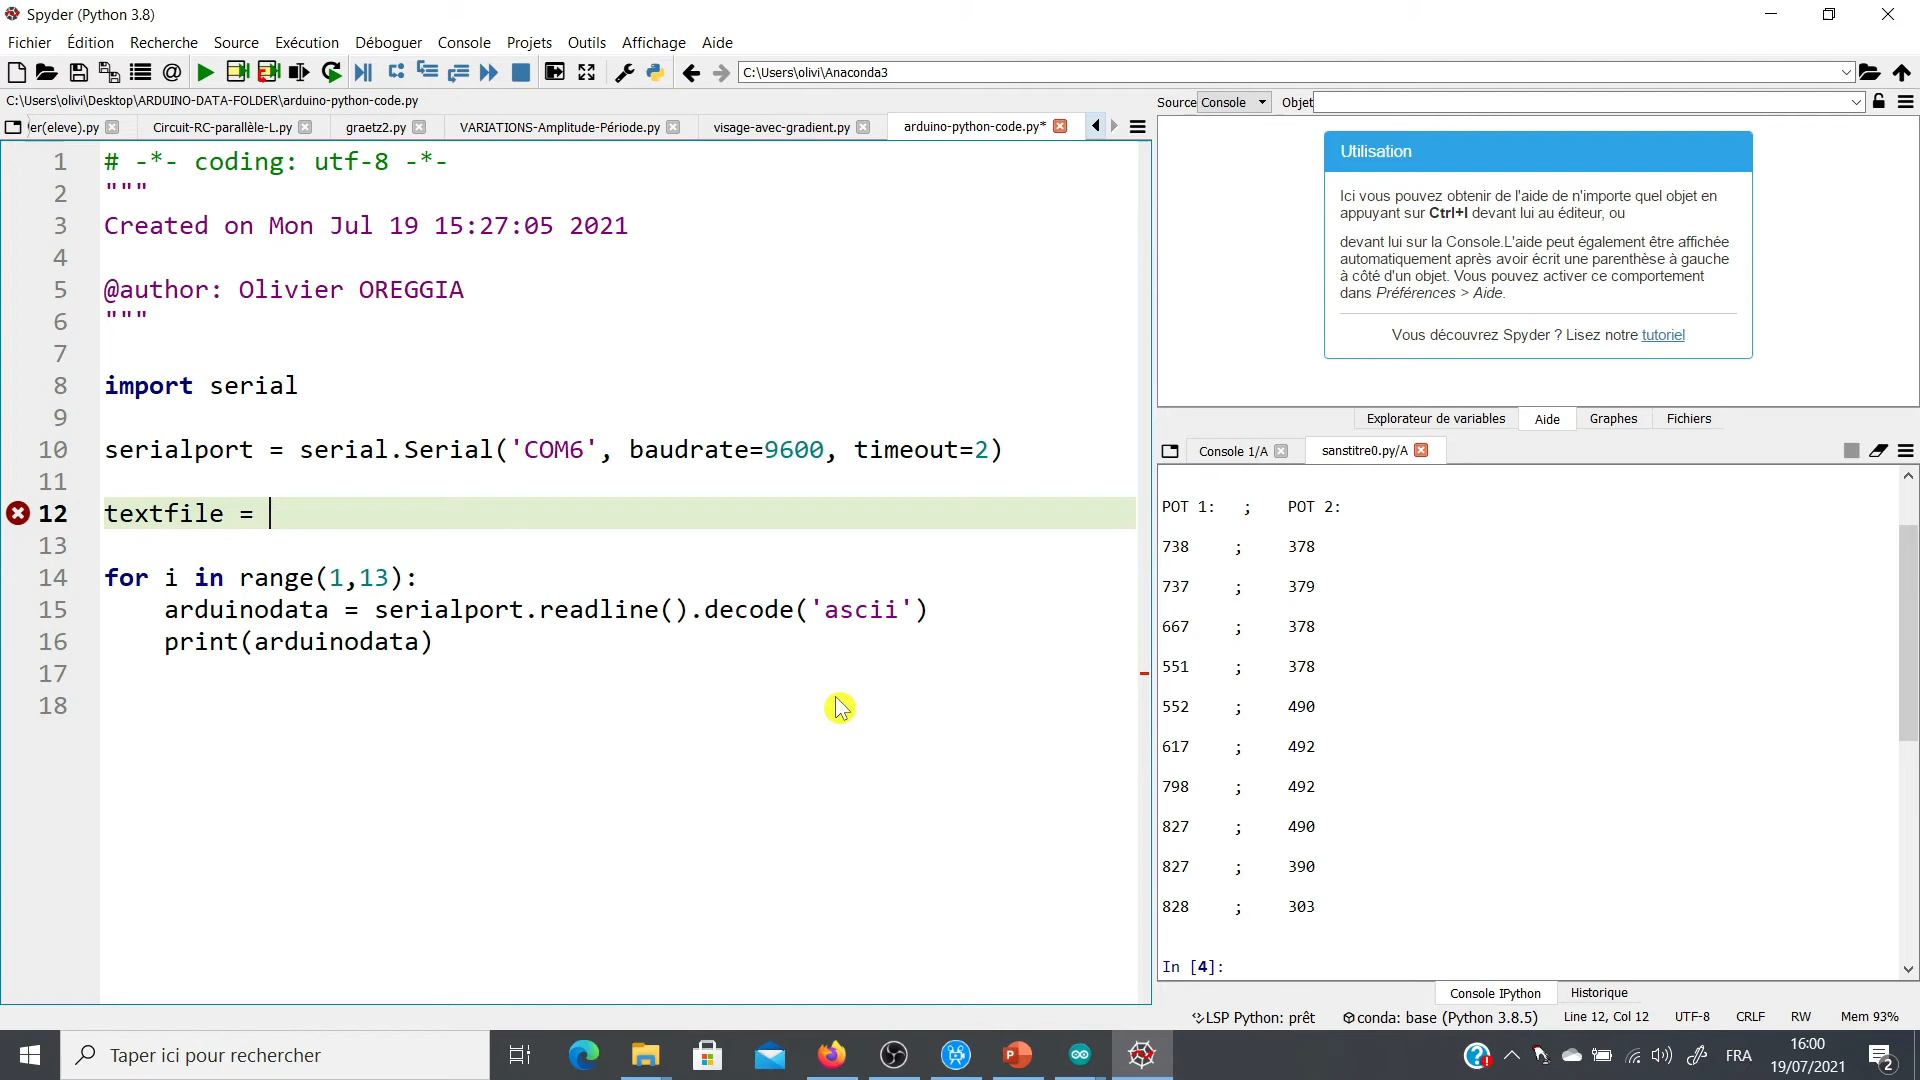 Spyder (Python 3.8)
Fichier Édition Recherche Source Exécution Déboguer Console Projets Outils Affichage Aide
C:\Users\olivi\Anaconda3
C:\Users\olivi\Desktop\ARDUINO-DATA-FOLDER\arduino-python-code.py
Source Console Objet
er(eleve).py Circuit-RC-parallèle-L.py graetz2.py VARIATIONS-Amplitude-Période.py visage-avec-gradient.py arduino-python-code.py*
1 # -*- coding: utf-8 -*-
2 """
3 Created on Mon Jul 19 15:27:05 2021
4
5 @author: Olivier OREGGIA
6 """
7
8 import serial
9
10 serialport = serial.Serial('COM6', baudrate=9600, timeout=2)
11
12 textfile =
13
14 for i in range(1,13):
15 arduinodata = serialport.readline().decode('ascii')
16 print(arduinodata)
17
18
Utilisation
Ici vous pouvez obtenir de l'aide de n'importe quel objet en
appuyant sur Ctrl+I devant lui au éditeur, ou
devant lui sur la Console.L'aide peut également être affichée
automatiquement après avoir écrit une parenthèse à gauche
à côté d'un objet. Vous pouvez activer ce comportement
dans Préférences > Aide.
Vous découvrez Spyder ? Lisez notre tutoriel
Explorateur de variables Aide Graphes Fichiers
Console 1/A sanstitre0.py/A
POT 1: ; POT 2:
738 ; 378
737 ; 379
667 ; 378
551 ; 378
552 ; 490
617 ; 492
798 ; 492
827 ; 490
827 ; 390
828 ; 303
In [4]:
Console IPython Historique
LSP Python: prêt conda: base (Python 3.8.5) Line 12, Col 12 UTF-8 CRLF RW Mem 93%
Taper ici pour rechercher
FRA
16:00
19/07/2021
2